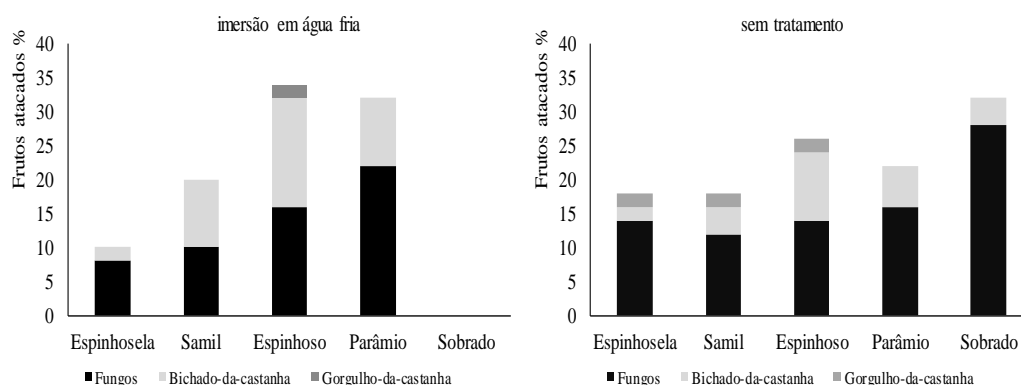 imersão em água fria
Frutos atacados %
40
35
30
25
20
15
10
5
0
Espinhosela Samil Espinhoso Parâmio Sobrado
Fungos Bichado-da-castanha Gorgulho-da-castanha
sem tratamento
Frutos atacados %
40
35
30
25
20
15
10
5
0
Espinhosela Samil Espinhoso Parâmio Sobrado
Fungos Bichado-da-castanha Gorgulho-da-castanha